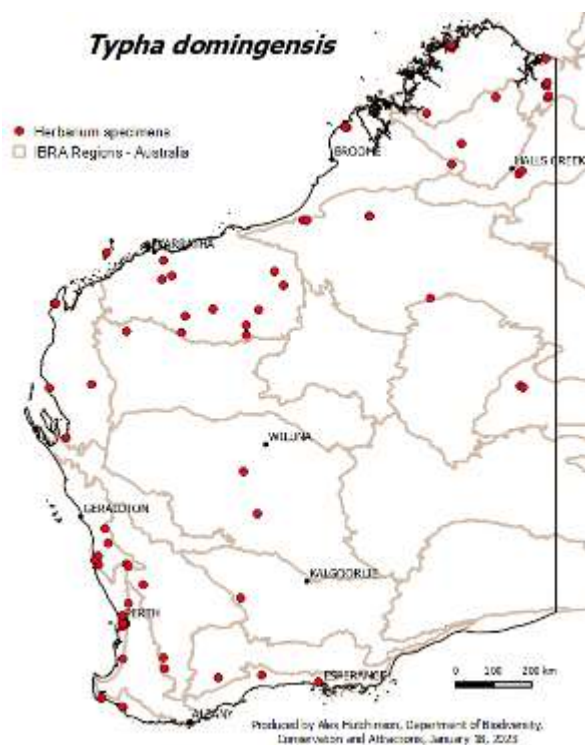 Typha domingensis
Herbarium specimens
IBRA Regions - Australia
BROOME
HALLS CREEK
KARRATHA
WILUNA
GERALDTON
KALGOORLIE
PERTH
ESPERANCE
ALBANY
0 100 200 km
Produced by Alex Hutchinson, Department of Biodiversity,
Conservation and Attractions, January 18, 2023